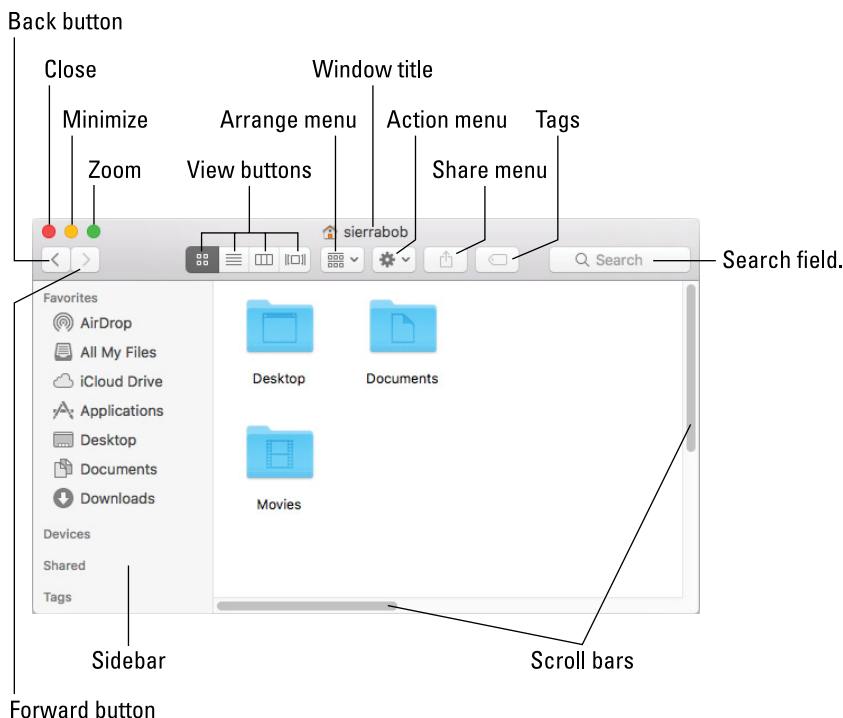 Back button
Close
Window title
Minimize
Arrange menu
Action menu
Tags
Zoom
View buttons
Share menu
sierrabob
Search
Search field.
Favorites
AirDrop
All My Files
iCloud Drive
Applications
Desktop
Documents
Downloads
Devices
Shared
Tags
Desktop
Documents
Movies
Sidebar
Scroll bars
Forward button